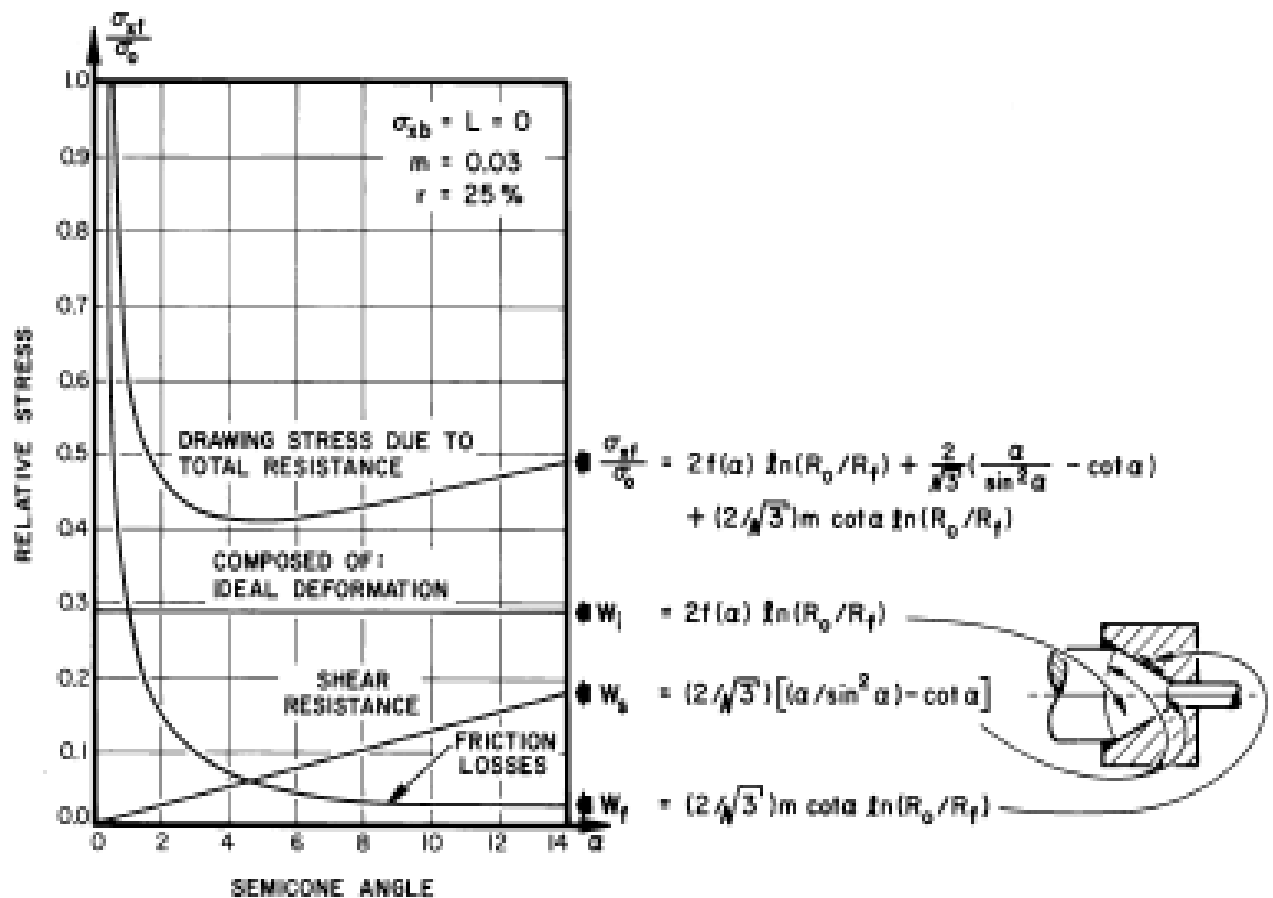 σxf
σo
1.0
0.9
0.8
0.7
0.6
0.5
0.4
0.3
0.2
0.1
0.0
RELATIVE STRESS
σxb = L = 0
m = 0.03
r = 25%
DRAWING STRESS DUE TO
TOTAL RESISTANCE
COMPOSED OF:
IDEAL DEFORMATION
SHEAR
RESISTANCE
FRICTION
LOSSES
0 2 4 6 8 10 12 14 α
SEMICONE ANGLE
σxf/σo = 2f(α) ln(Ro/Rf) + 2/√3 (α/sin²α - cotα)
+ (2/√3)m cotα ln(Ro/Rf)
Wi = 2f(α) ln(Ro/Rf)
Ws = (2/√3)[(α/sin²α)-cotα]
Wf = (2/√3)m cotα ln(Ro/Rf)